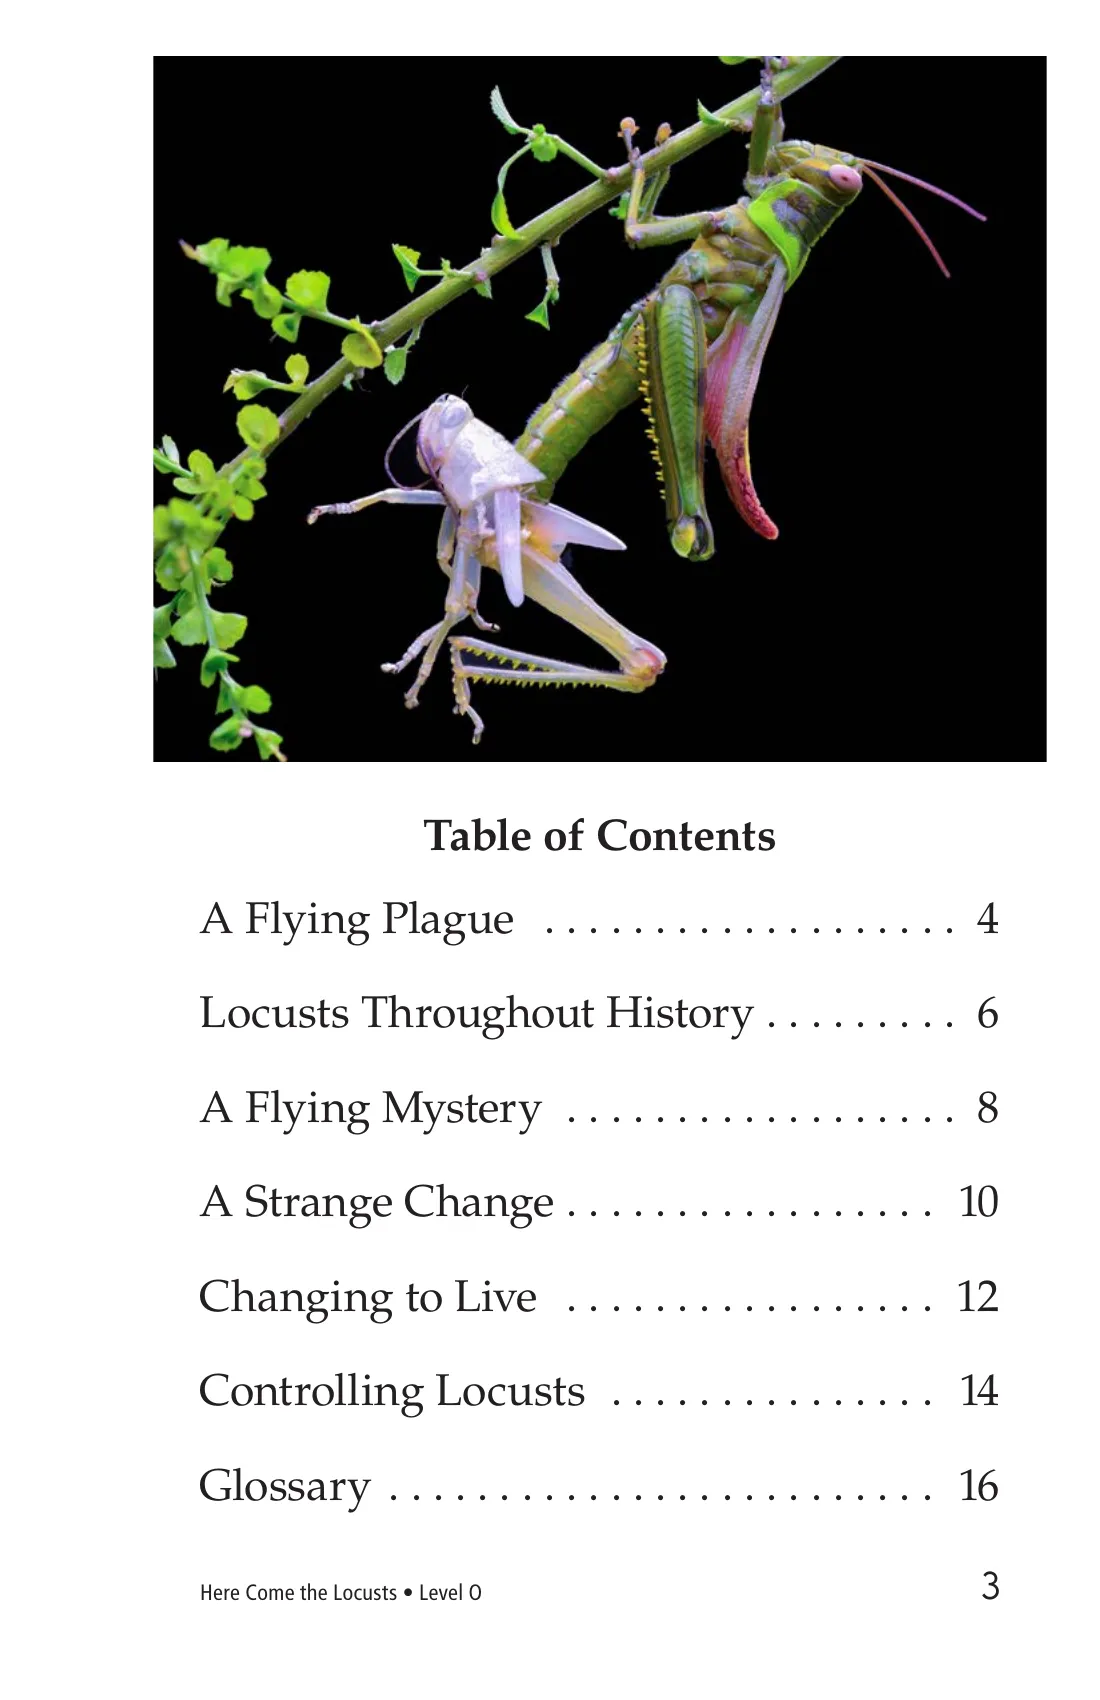 Table of Contents
A Flying Plague . . . . . . . . . . . . . . . . . . . 4
Locusts Throughout History . . . . . . . . . 6
A Flying Mystery . . . . . . . . . . . . . . . . . . 8
A Strange Change . . . . . . . . . . . . . . . . . 10
Changing to Live . . . . . . . . . . . . . . . . . 12
Controlling Locusts . . . . . . . . . . . . . . . 14
Glossary . . . . . . . . . . . . . . . . . . . . . . . . . 16
Here Come the Locusts • Level O 3